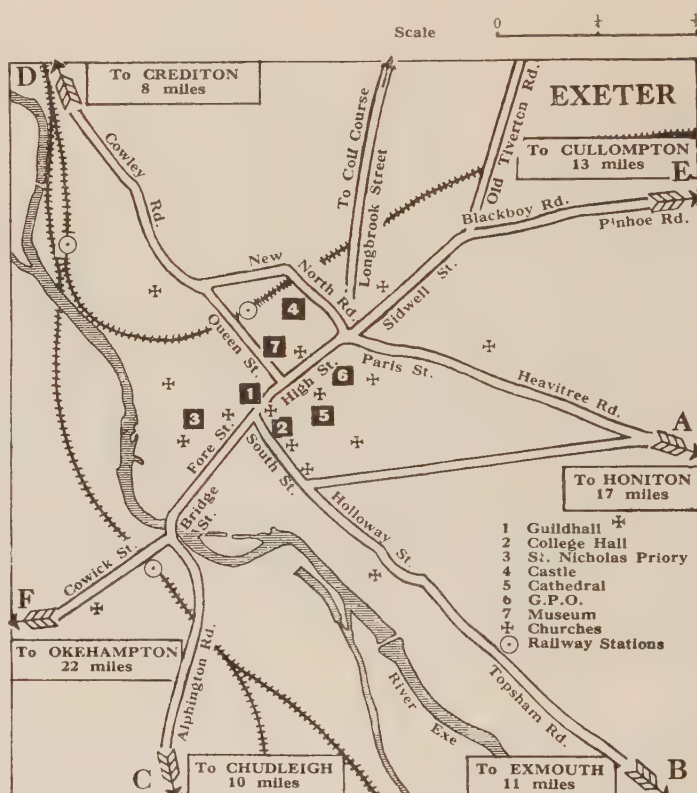 Scale
0
D
To CREDITON
8 miles
EXETER
To CULLOMPTON
13 miles
E
Cowley
Rd.
To Golf Course
Longbrook Street
Old Tiverton Rd.
Blackboy Rd.
Pinhoe Rd.
New
North Rd.
Sidwell St.
4
Queen St.
7
High St.
6
Paris St.
Heavitree Rd.
1
3
2
5
A
Fore St.
South St.
To HONITON
17 miles
Bridge
St.
Holloway St.
Cowick St.
F
1 Guildhall
2 College Hall
3 St. Nicholas Priory
4 Castle
5 Cathedral
6 G.P.O.
7 Museum
Churches
Railway Stations
To OKEHAMPTON
22 miles
Alphington Rd.
River
Exe
Topsham Rd.
C
To CHUDLEIGH
10 miles
To EXMOUTH
11 miles
B